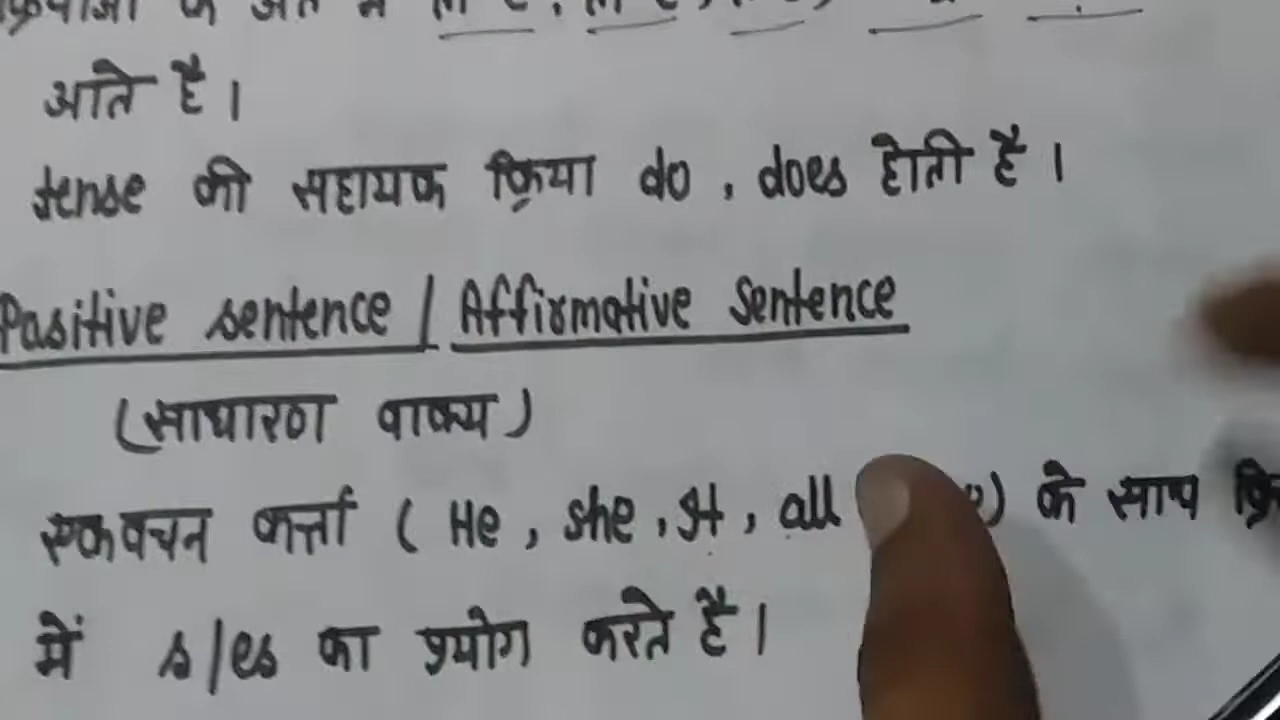 के अंत में
आते है।
tense की सहायक क्रिया do, does होती है।
Positive sentence / Affirmative Sentence
(साधारण वाक्य)
एकवचन कर्त्ता ( He, she, It, all ) के साथ
में s/es का प्रयोग करते है।